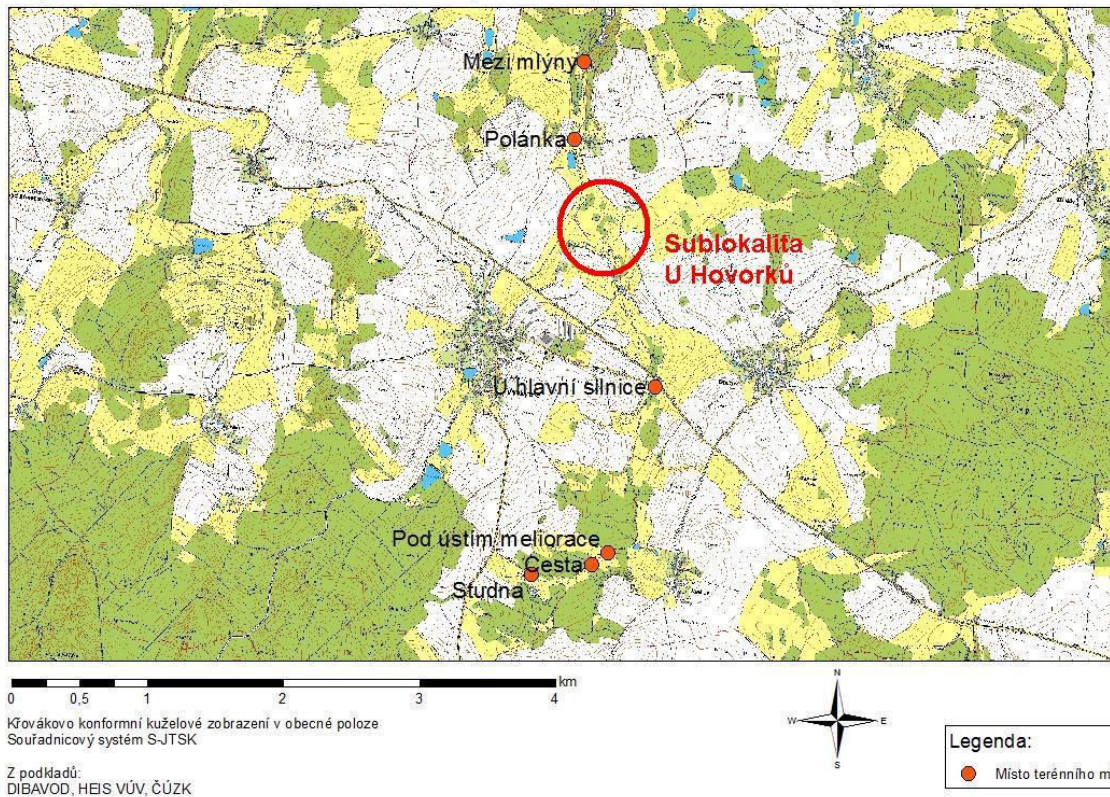 Mezi mlýny
Polánka
Sublokalita
U Hovorků
U hlavní silnice
Pod ústím meliorace
Cesta
Studna
0 0,5 1 2 3 4 km
Křovákovo konformní kuželové zobrazení v obecné poloze
Souřadnicový systém S-JTSK
Z podkladů:
DIBAVOD, HEIS VÚV, ČÚZK
N
W E
S
Legenda:
Místo terénního m